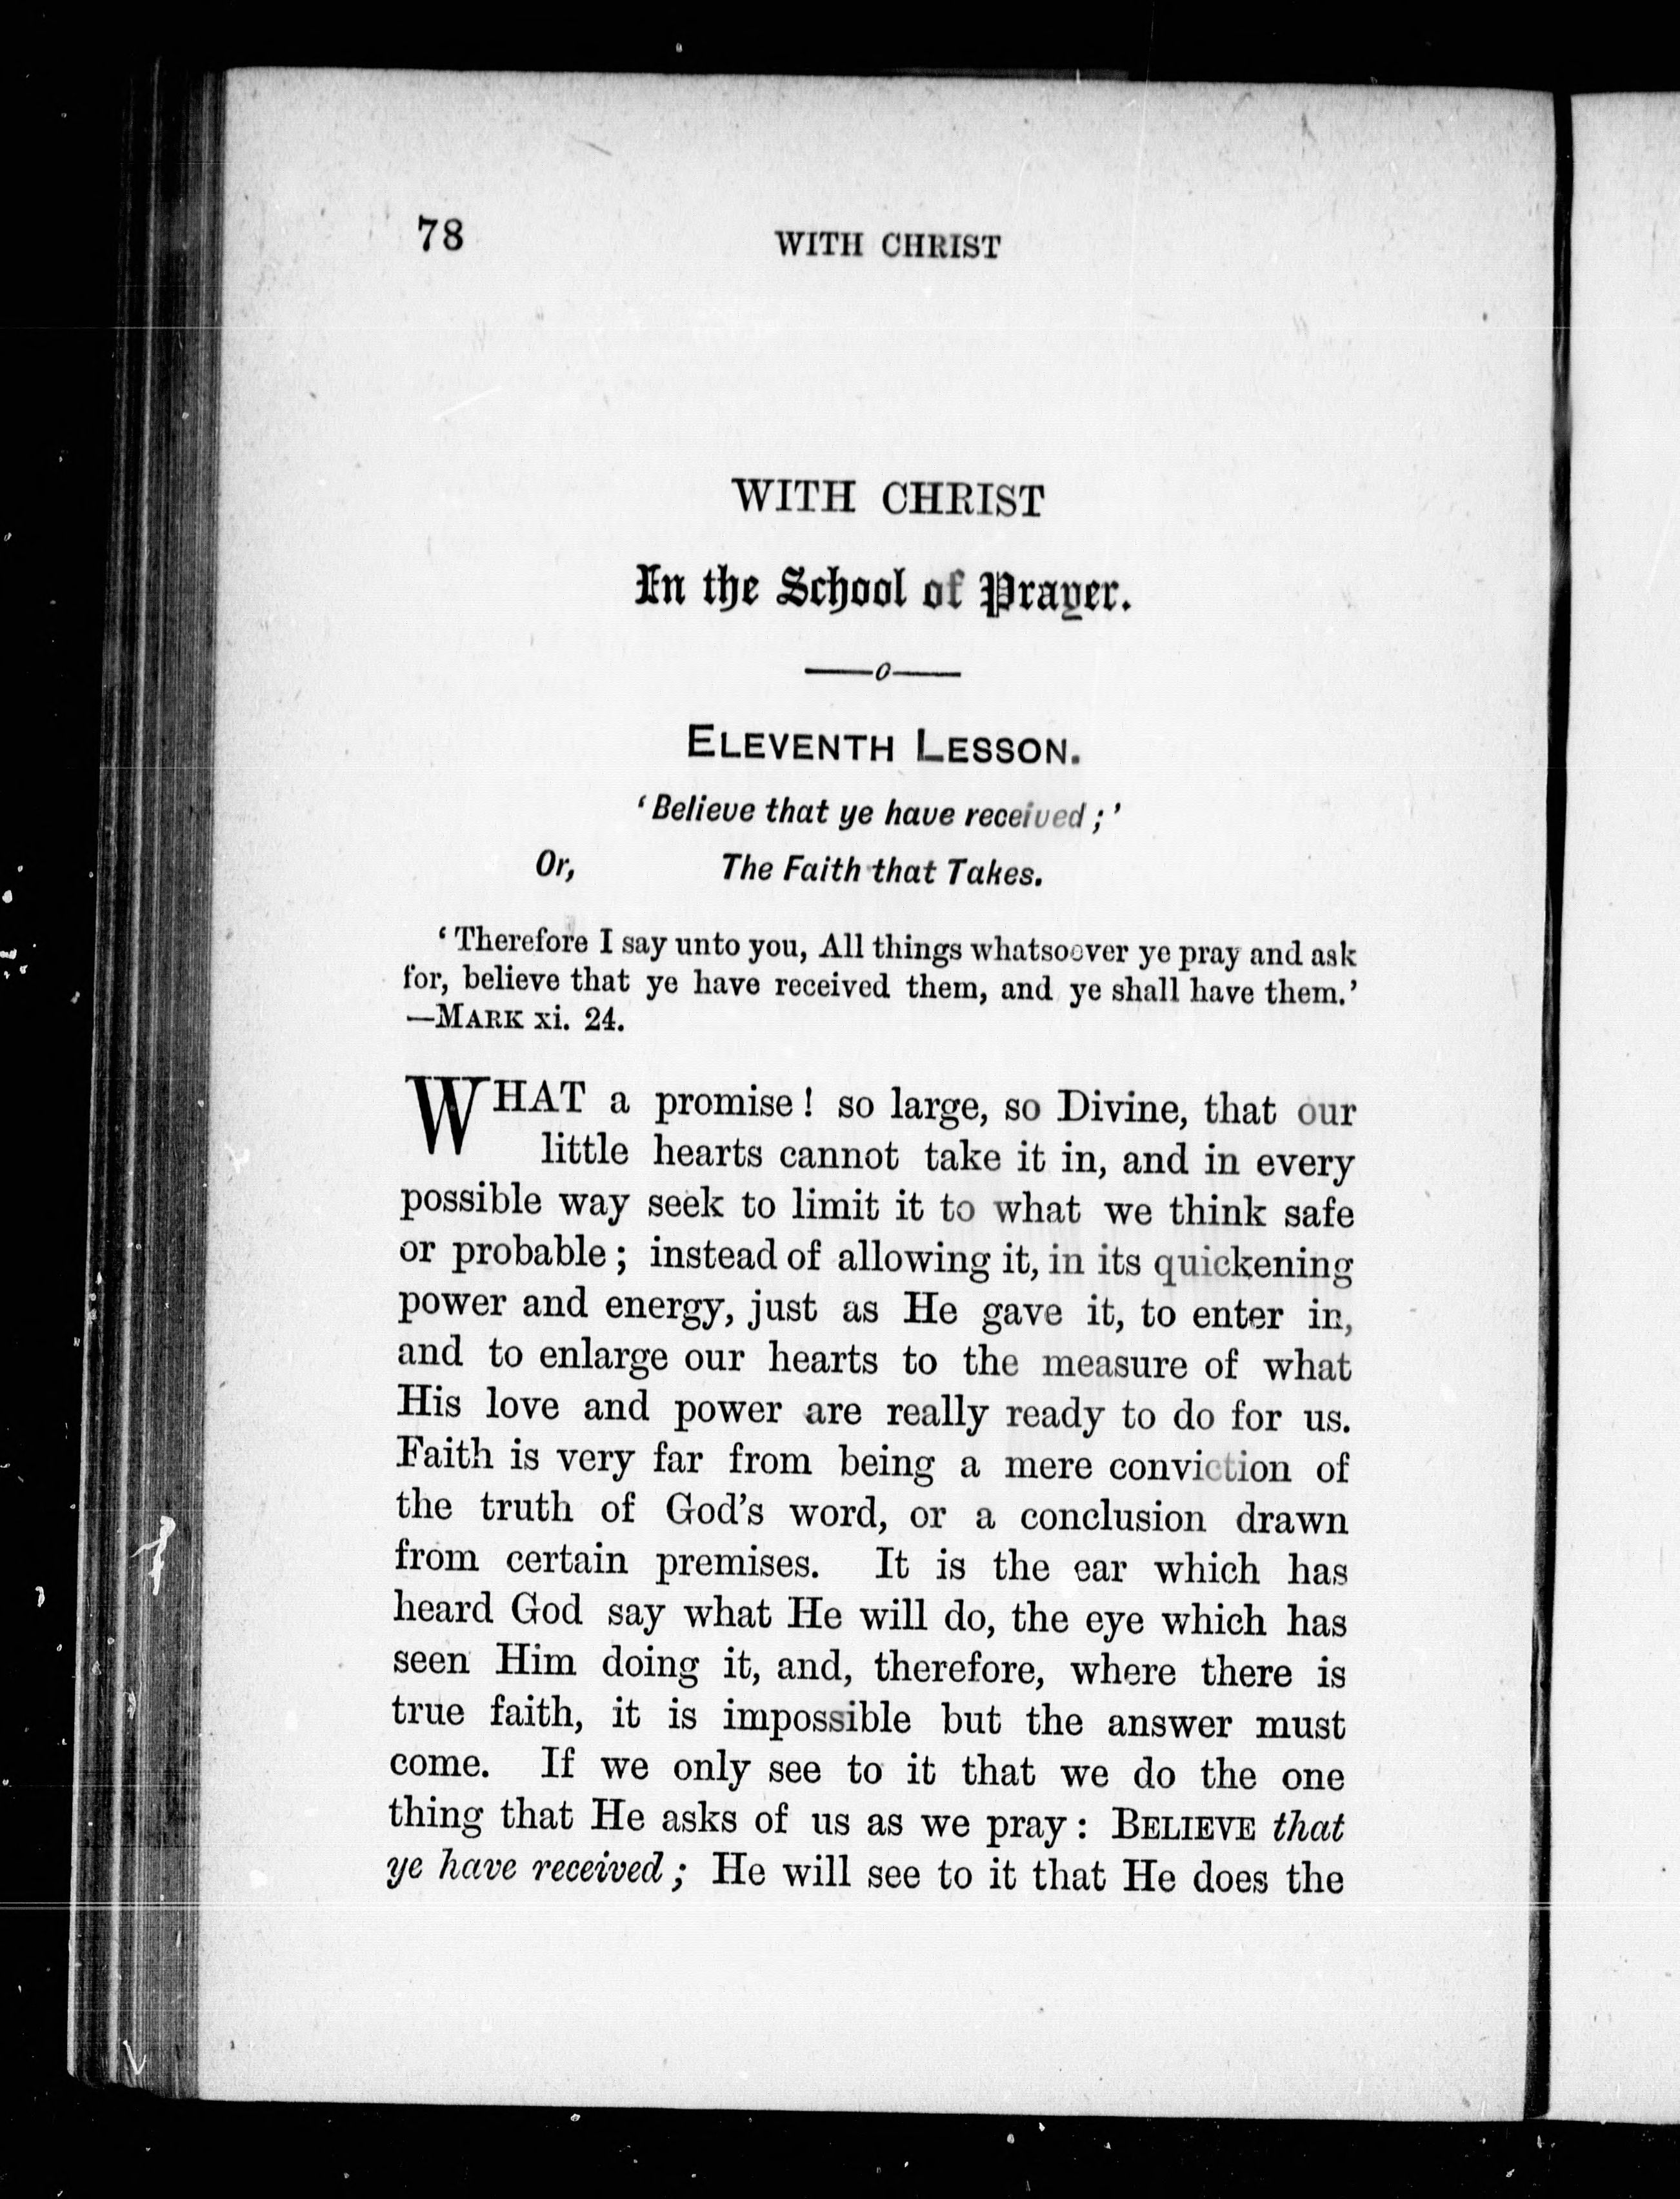 78 WITH CHRIST
WITH CHRIST
In the School of Prayer.
——o——
ELEVENTH LESSON.
‘Believe that ye have received;’
Or, The Faith that Takes.
‘Therefore I say unto you, All things whatsoever ye pray and ask
for, believe that ye have received them, and ye shall have them.’
—MARK xi. 24.
WHAT a promise! so large, so Divine, that our
little hearts cannot take it in, and in every
possible way seek to limit it to what we think safe
or probable; instead of allowing it, in its quickening
power and energy, just as He gave it, to enter in,
and to enlarge our hearts to the measure of what
His love and power are really ready to do for us.
Faith is very far from being a mere conviction of
the truth of God’s word, or a conclusion drawn
from certain premises. It is the ear which has
heard God say what He will do, the eye which has
seen Him doing it, and, therefore, where there is
true faith, it is impossible but the answer must
come. If we only see to it that we do the one
thing that He asks of us as we pray: BELIEVE that
ye have received; He will see to it that He does the